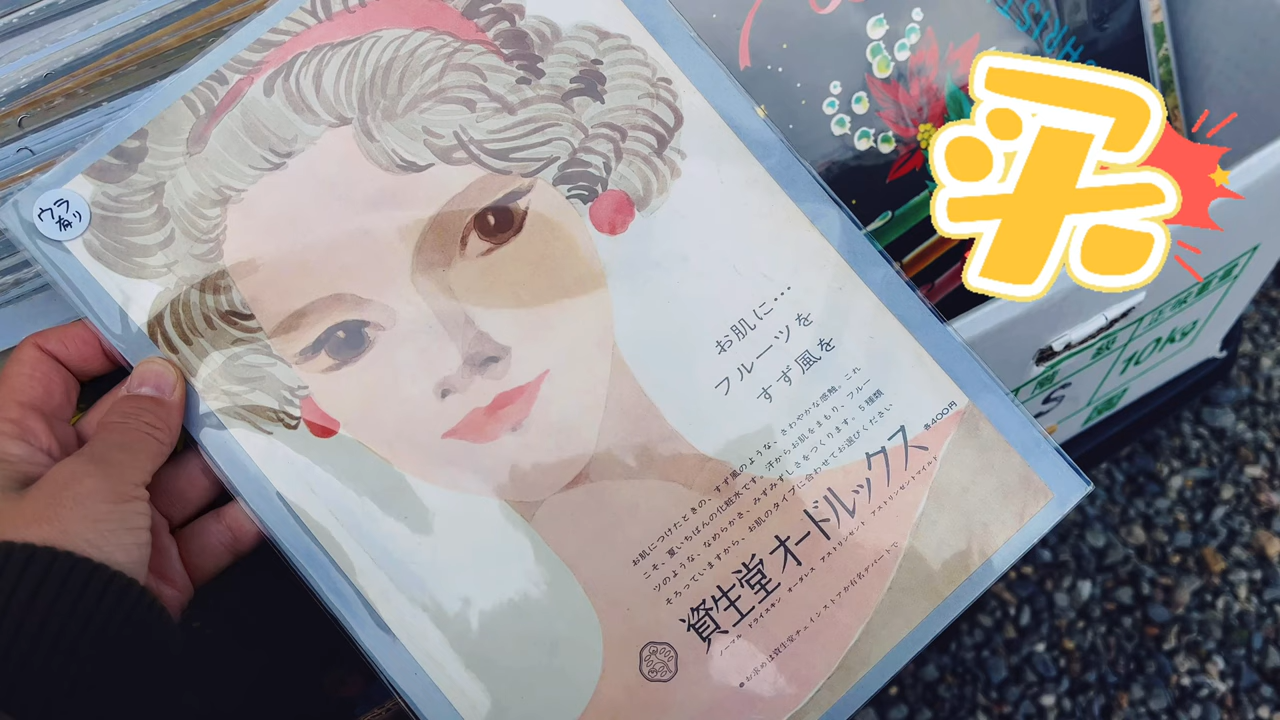 ウラ
有り
お肌に…
フルーツを
すず風を
お肌につけたときの、すず風のような、さわやかな感触。これ
こそ、夏いちばんの化粧水です。汗からお肌をまもり、フルー
ツのような、なめらかさ、みずみずしさをつくります。5種類
そろっていますから、お肌のタイプに合わせてお選びください
資生堂オードルックス
各400円
ノーマル ドライスキン オーダレス アストリンゼント アストリンゼントマイルド
●お求めは資生堂チェインストアか有名デパートで
正味重量
10kg